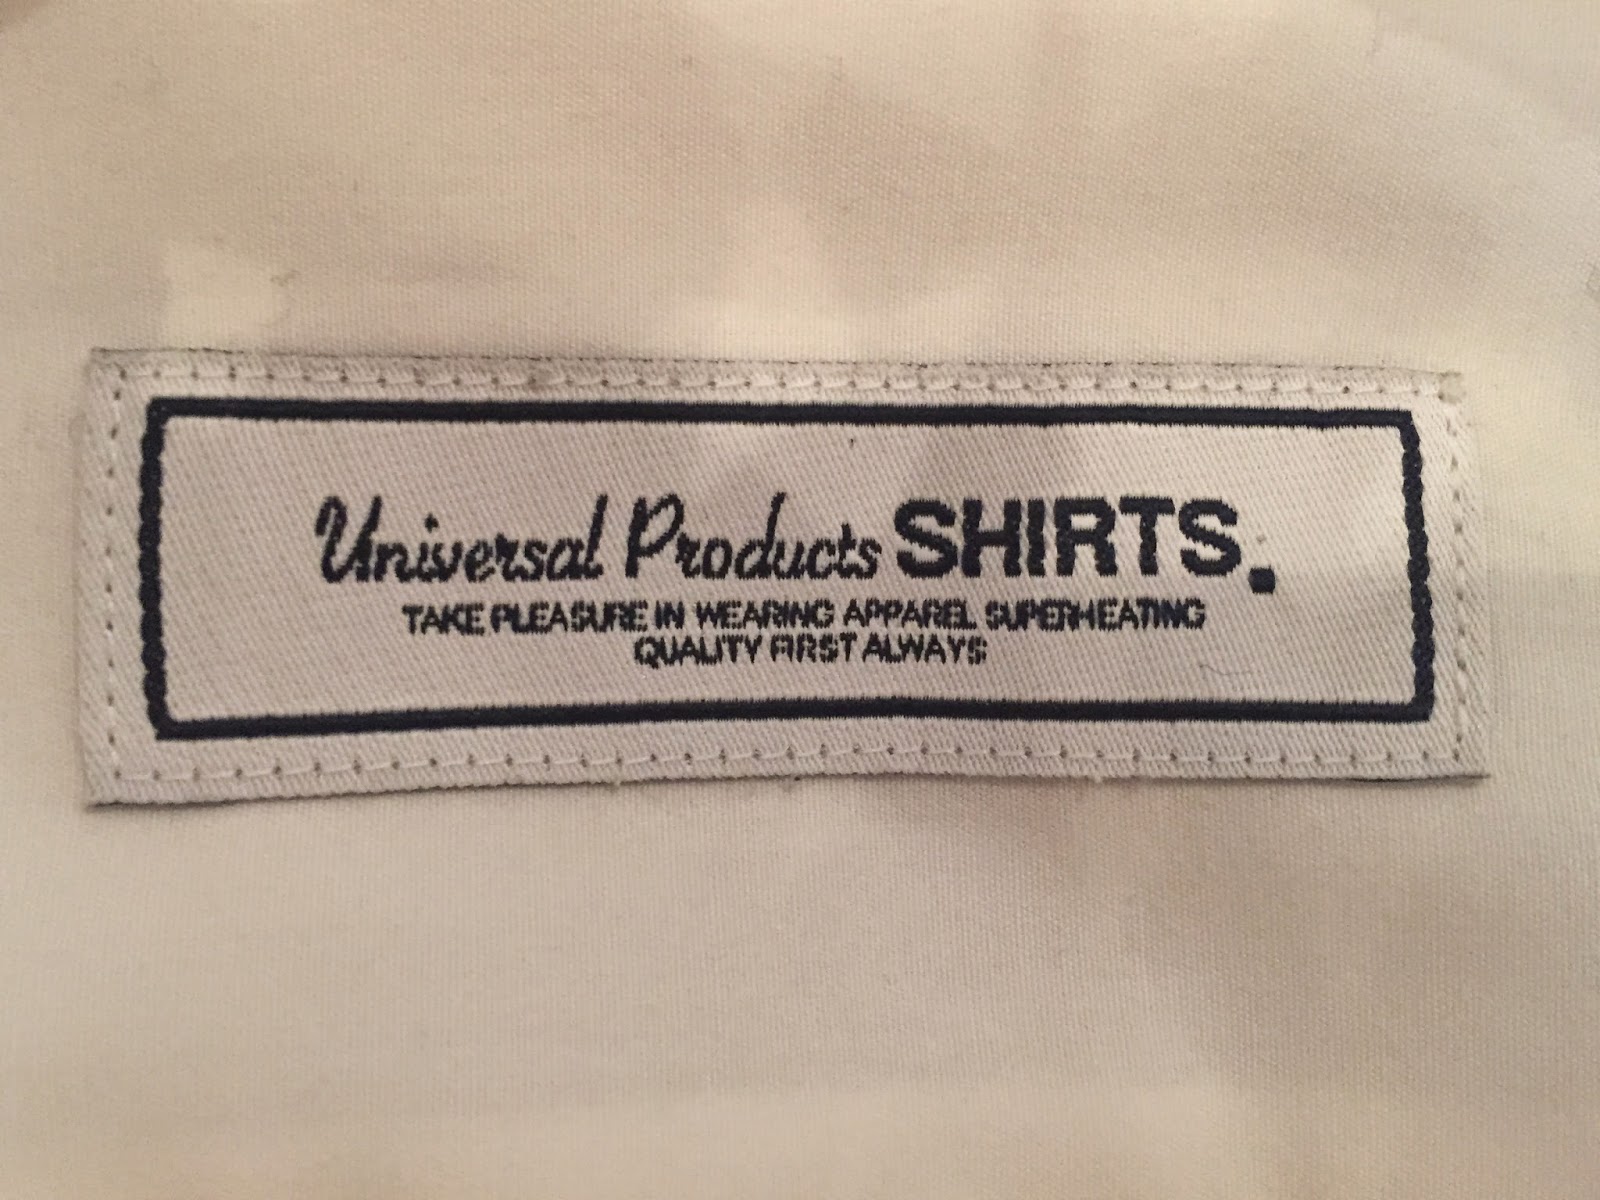 Universal Products SHIRTS.
TAKE PLEASURE IN WEARING APPAREL SUPERHEATING
QUALITY FIRST ALWAYS